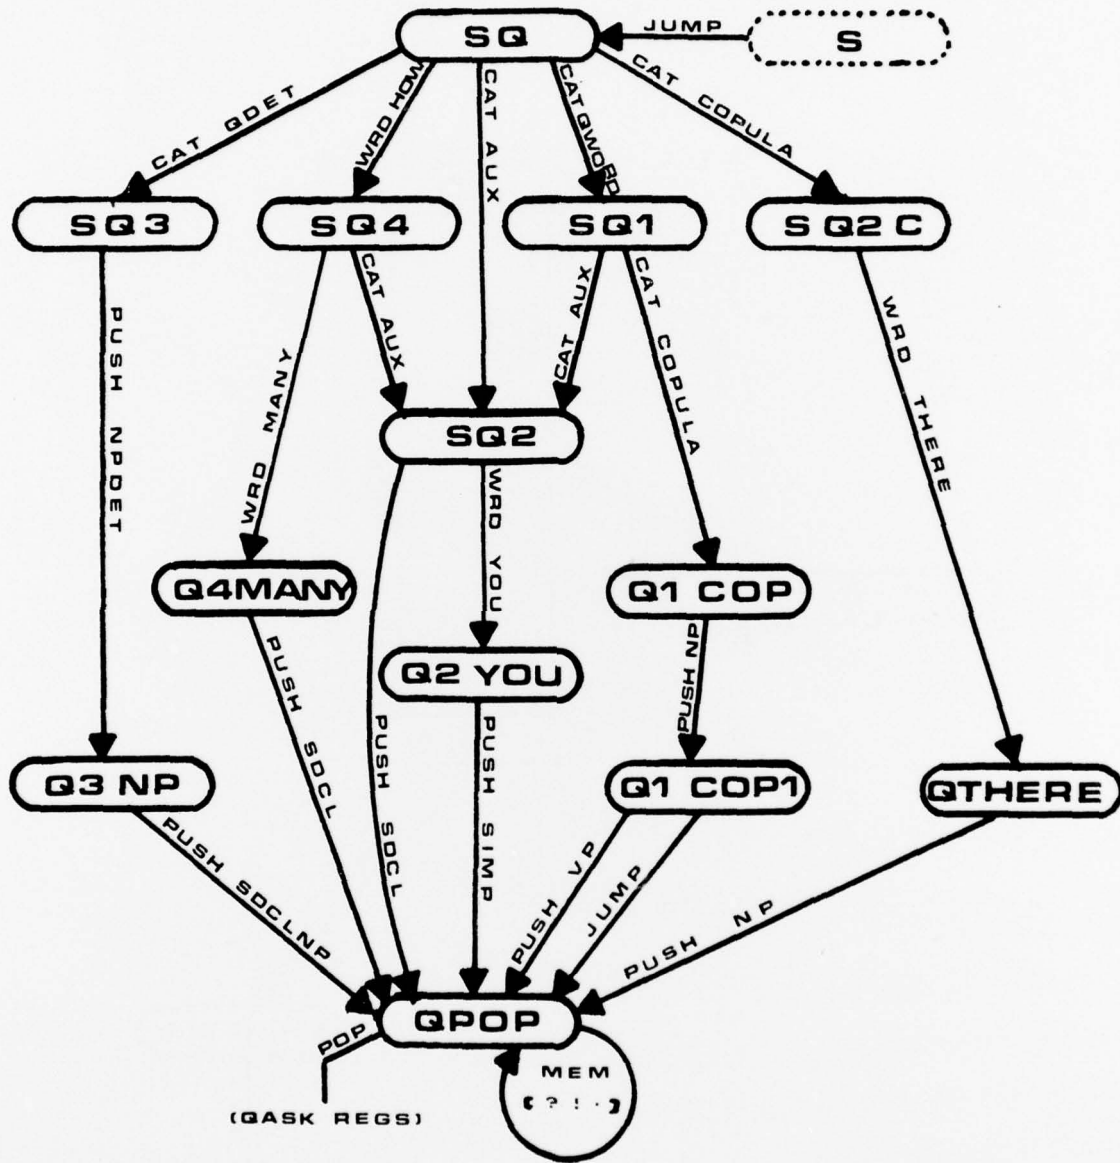 SQ
JUMP
S
CAT QDET
WRD HOW
CAT AUX
CAT QWORD
CAT COPULA
SQ3
SQ4
SQ1
SQ2C
PUSH NPDET
WRD MANY
CAT AUX
CAT AUX
CAT COPULA
WRD THERE
SQ2
Q4MANY
WRD YOU
Q1 COP
PUSH SDCL
PUSH SDCL
Q2 YOU
PUSH NP
Q3 NP
PUSH SIMP
Q1 COP1
QTHERE
PUSH SDCLNP
PUSH VP
JUMP
PUSH NP
QPOP
POP
(QASK REGS)
MEM
[ ? ! . ]